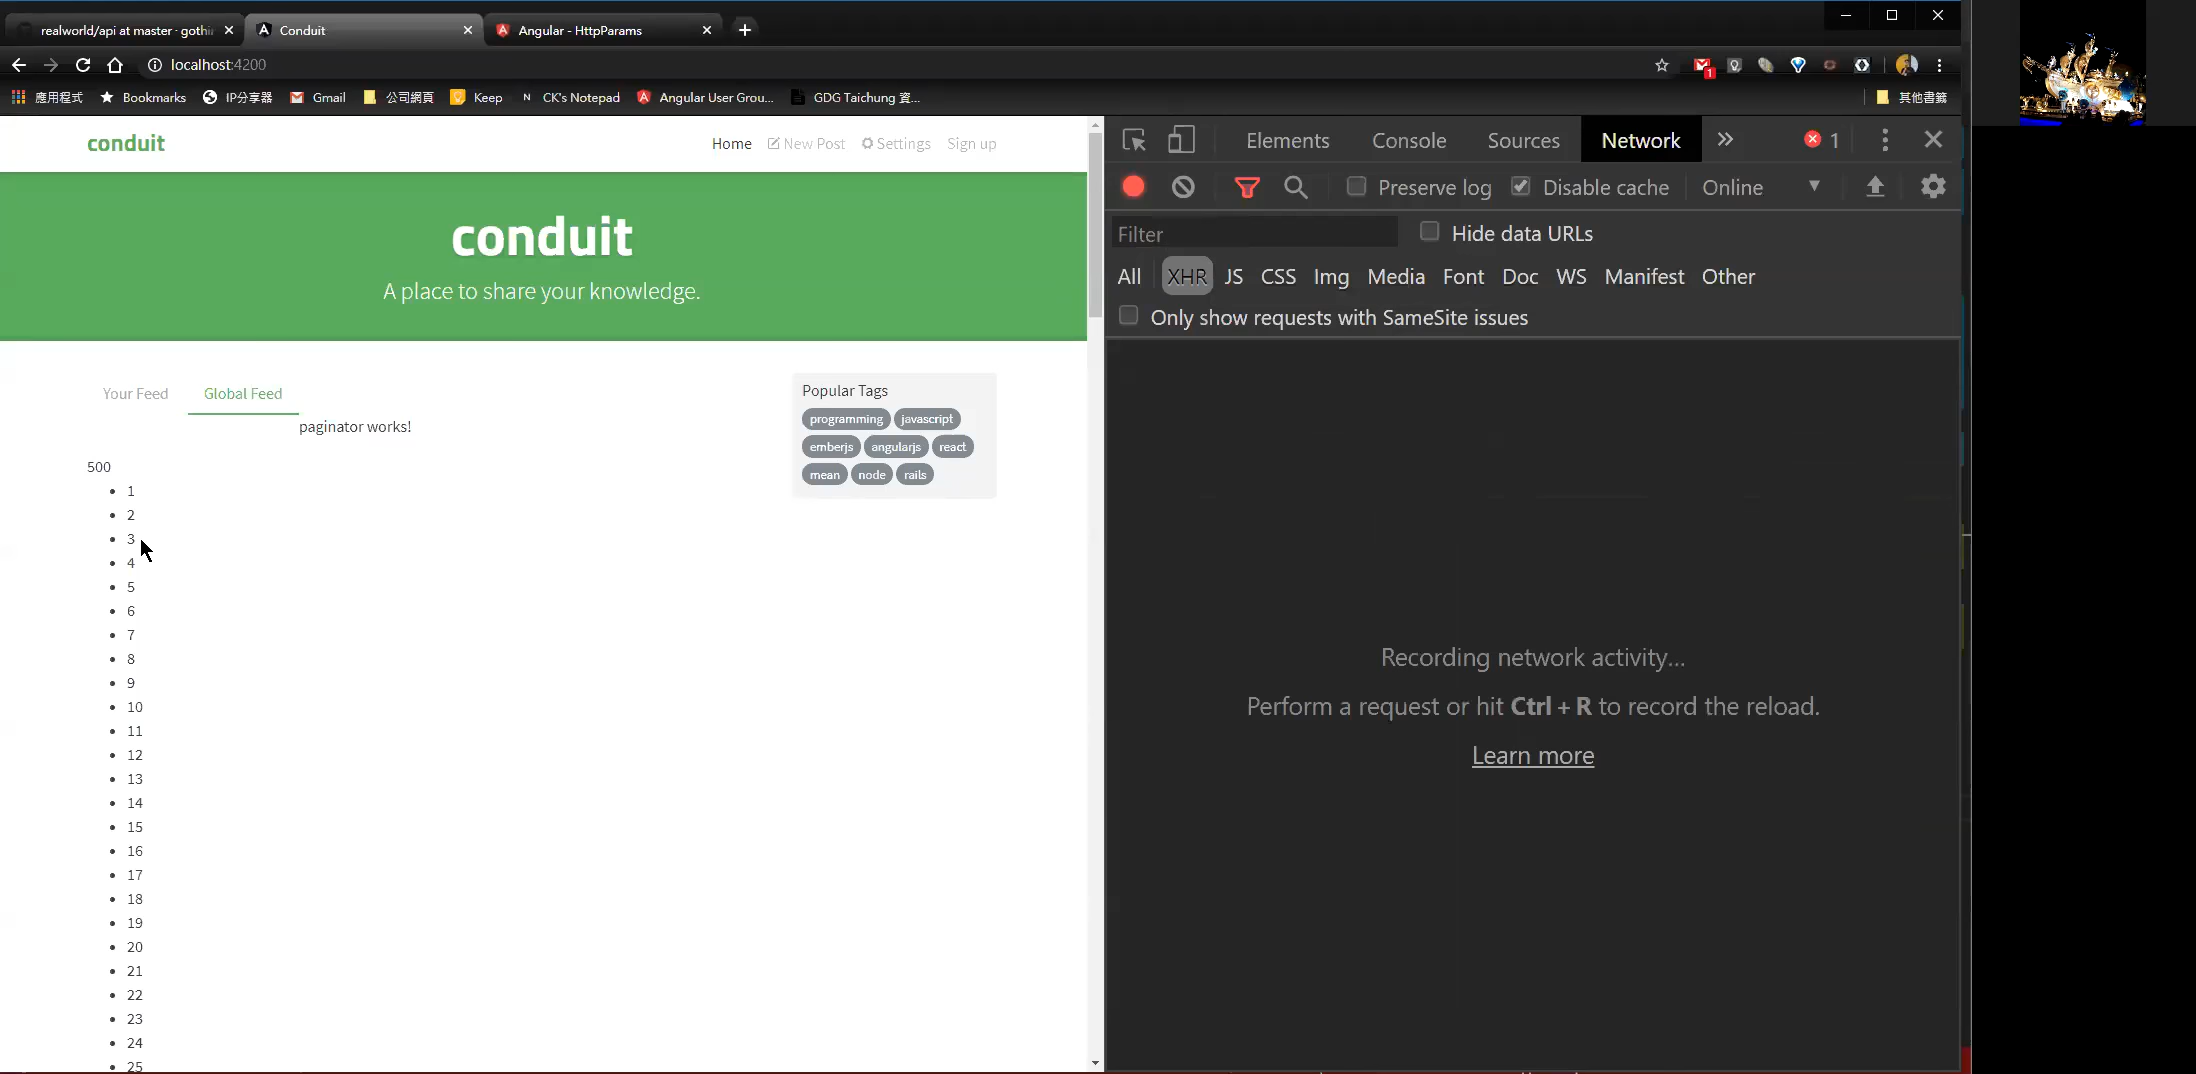 realworld/api at master · gothi
Conduit
Angular - HttpParams
localhost:4200
1
應用程式
Bookmarks
IP分享器
Gmail
公司網頁
Keep
N CK's Notepad
Angular User Grou...
GDG Taichung 資...
其他書籤
conduit
Home
New Post
Settings
Sign up
conduit
A place to share your knowledge.
Your Feed
Global Feed
paginator works!
500
• 1
• 2
• 3
• 4
• 5
• 6
• 7
• 8
• 9
• 10
• 11
• 12
• 13
• 14
• 15
• 16
• 17
• 18
• 19
• 20
• 21
• 22
• 23
• 24
• 25
Popular Tags
programming javascript
emberjs angularjs react
mean node rails
Elements Console Sources Network 1
Preserve log Disable cache Online
Filter Hide data URLs
All XHR JS CSS Img Media Font Doc WS Manifest Other
Only show requests with SameSite issues
Recording network activity...
Perform a request or hit Ctrl + R to record the reload.
Learn more